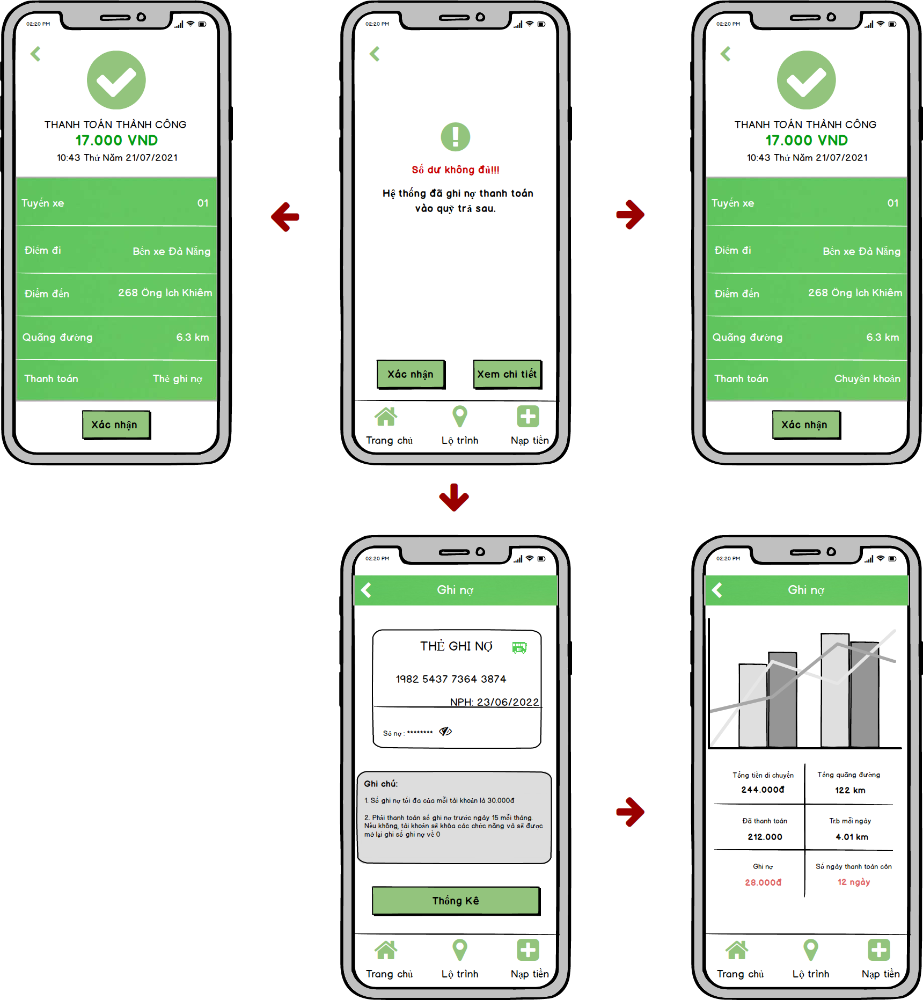 02:20 PM
THANH TOÁN THÀNH CÔNG
17.000 VND
10:43 Thứ Năm 21/07/2021
Tuyến xe 01
Điểm đi Bến xe Đà Nẵng
Điểm đến 268 Ông Ích Khiêm
Quãng đường 6.3 km
Thanh toán Thẻ ghi nợ
Xác nhận
02:20 PM
Số dư không đủ!!!
Hệ thống đã ghi nợ thanh toán
vào quỹ trả sau.
Xác nhận Xem chi tiết
Trang chủ Lộ trình Nạp tiền
02:20 PM
THANH TOÁN THÀNH CÔNG
17.000 VND
10:43 Thứ Năm 21/07/2021
Tuyến xe 01
Điểm đi Bến xe Đà Nẵng
Điểm đến 268 Ông Ích Khiêm
Quãng đường 6.3 km
Thanh toán Chuyển khoản
Xác nhận
02:20 PM
Ghi nợ
THẺ GHI NỢ
1982 5437 7364 3874
NPH: 23/06/2022
Sô nợ : ********
Ghi chú:
1. Số ghi nợ tối đa của mỗi tài khoản là 30.000đ
2. Phải thanh toán số ghi nợ trước ngày 15 mỗi tháng.
Nếu không, tài khoản sẽ khóa các chức năng và sẽ được
mở lại ghi số ghi nợ về 0
Thống Kê
Trang chủ Lộ trình Nạp tiền
02:20 PM
Ghi nợ
Tổng tiền di chuyển Tổng quãng đường
244.000đ 122 km
Đã thanh toán Tr.b mỗi ngày
212.000 4.01 km
Ghi nợ Số ngày thanh toán còn
28.000đ 12 ngày
Trang chủ Lộ trình Nạp tiền